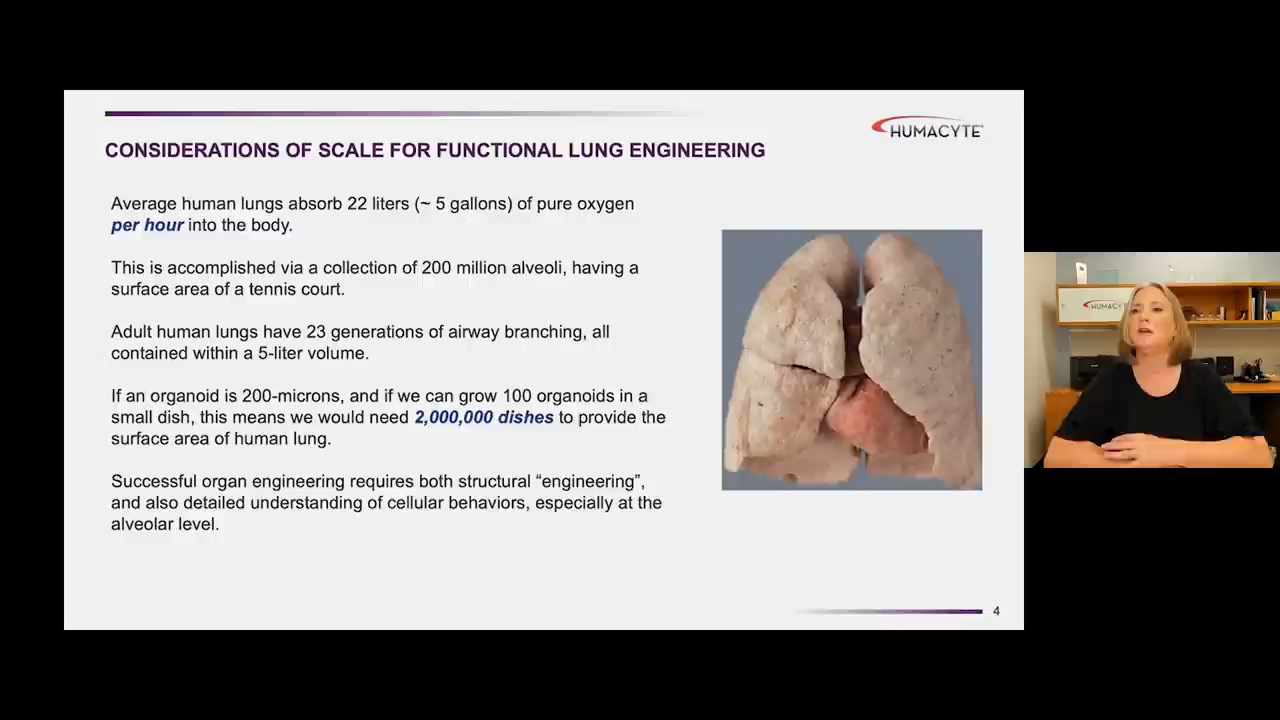 HUMACYTE
CONSIDERATIONS OF SCALE FOR FUNCTIONAL LUNG ENGINEERING
Average human lungs absorb 22 liters (~ 5 gallons) of pure oxygen
per hour into the body.
This is accomplished via a collection of 200 million alveoli, having a
surface area of a tennis court.
Adult human lungs have 23 generations of airway branching, all
contained within a 5-liter volume.
If an organoid is 200-microns, and if we can grow 100 organoids in a
small dish, this means we would need 2,000,000 dishes to provide the
surface area of human lung.
Successful organ engineering requires both structural “engineering”,
and also detailed understanding of cellular behaviors, especially at the
alveolar level.
4
HUMACY